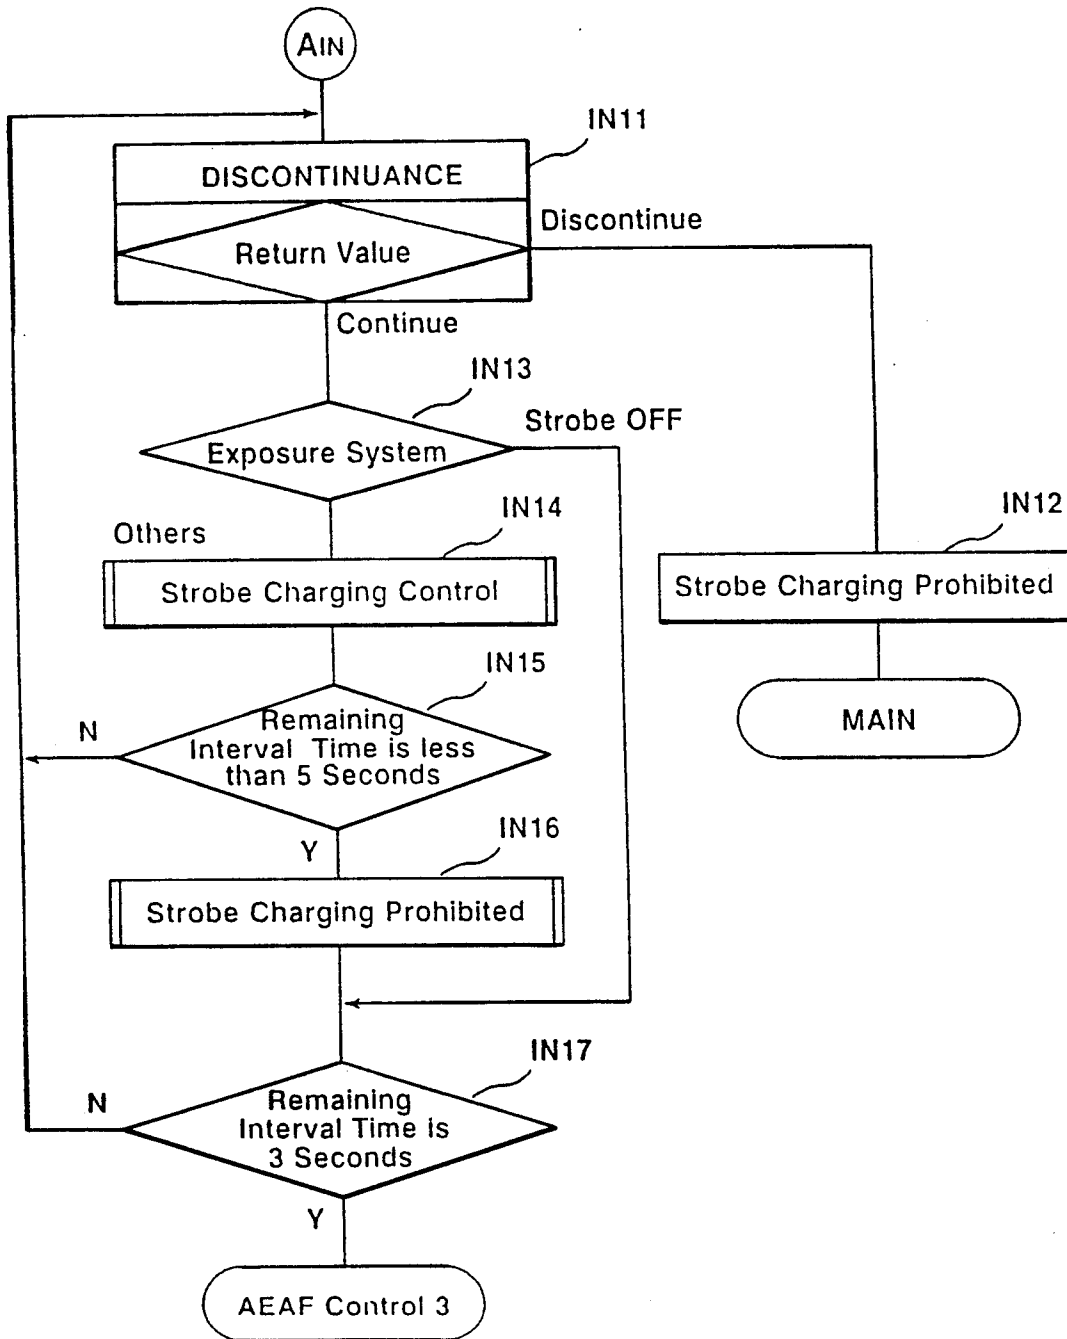 AIN
IN11
DISCONTINUANCE
Discontinue
Return Value
Continue
IN13
Strobe OFF
Exposure System
IN14
Others
IN12
Strobe Charging Control
Strobe Charging Prohibited
IN15
MAIN
N
Remaining
Interval Time is less
than 5 Seconds
IN16
Y
Strobe Charging Prohibited
IN17
N
Remaining
Interval Time is
3 Seconds
Y
AEAF Control 3